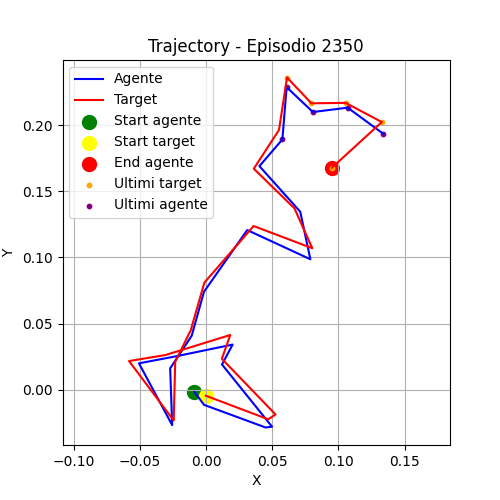 Trajectory - Episodio 2350
Agente
Target
Start agente
Start target
End agente
Ultimi target
Ultimi agente
Y
0.20
0.15
0.10
0.05
0.00
−0.10
−0.05
0.00
0.05
0.10
0.15
X